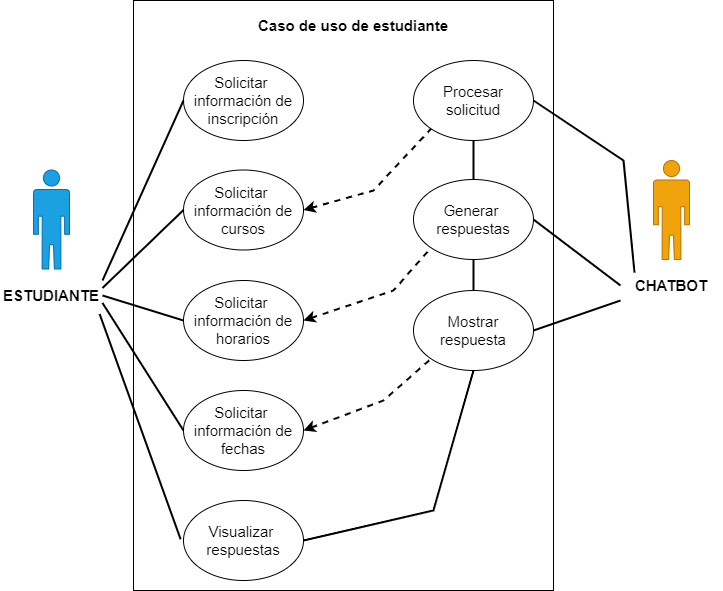 Caso de uso de estudiante
Solicitar
información de
inscripción
Procesar
solicitud
Solicitar
información de
cursos
Generar
respuestas
ESTUDIANTE
CHATBOT
Solicitar
información de
horarios
Mostrar
respuesta
Solicitar
información de
fechas
Visualizar
respuestas